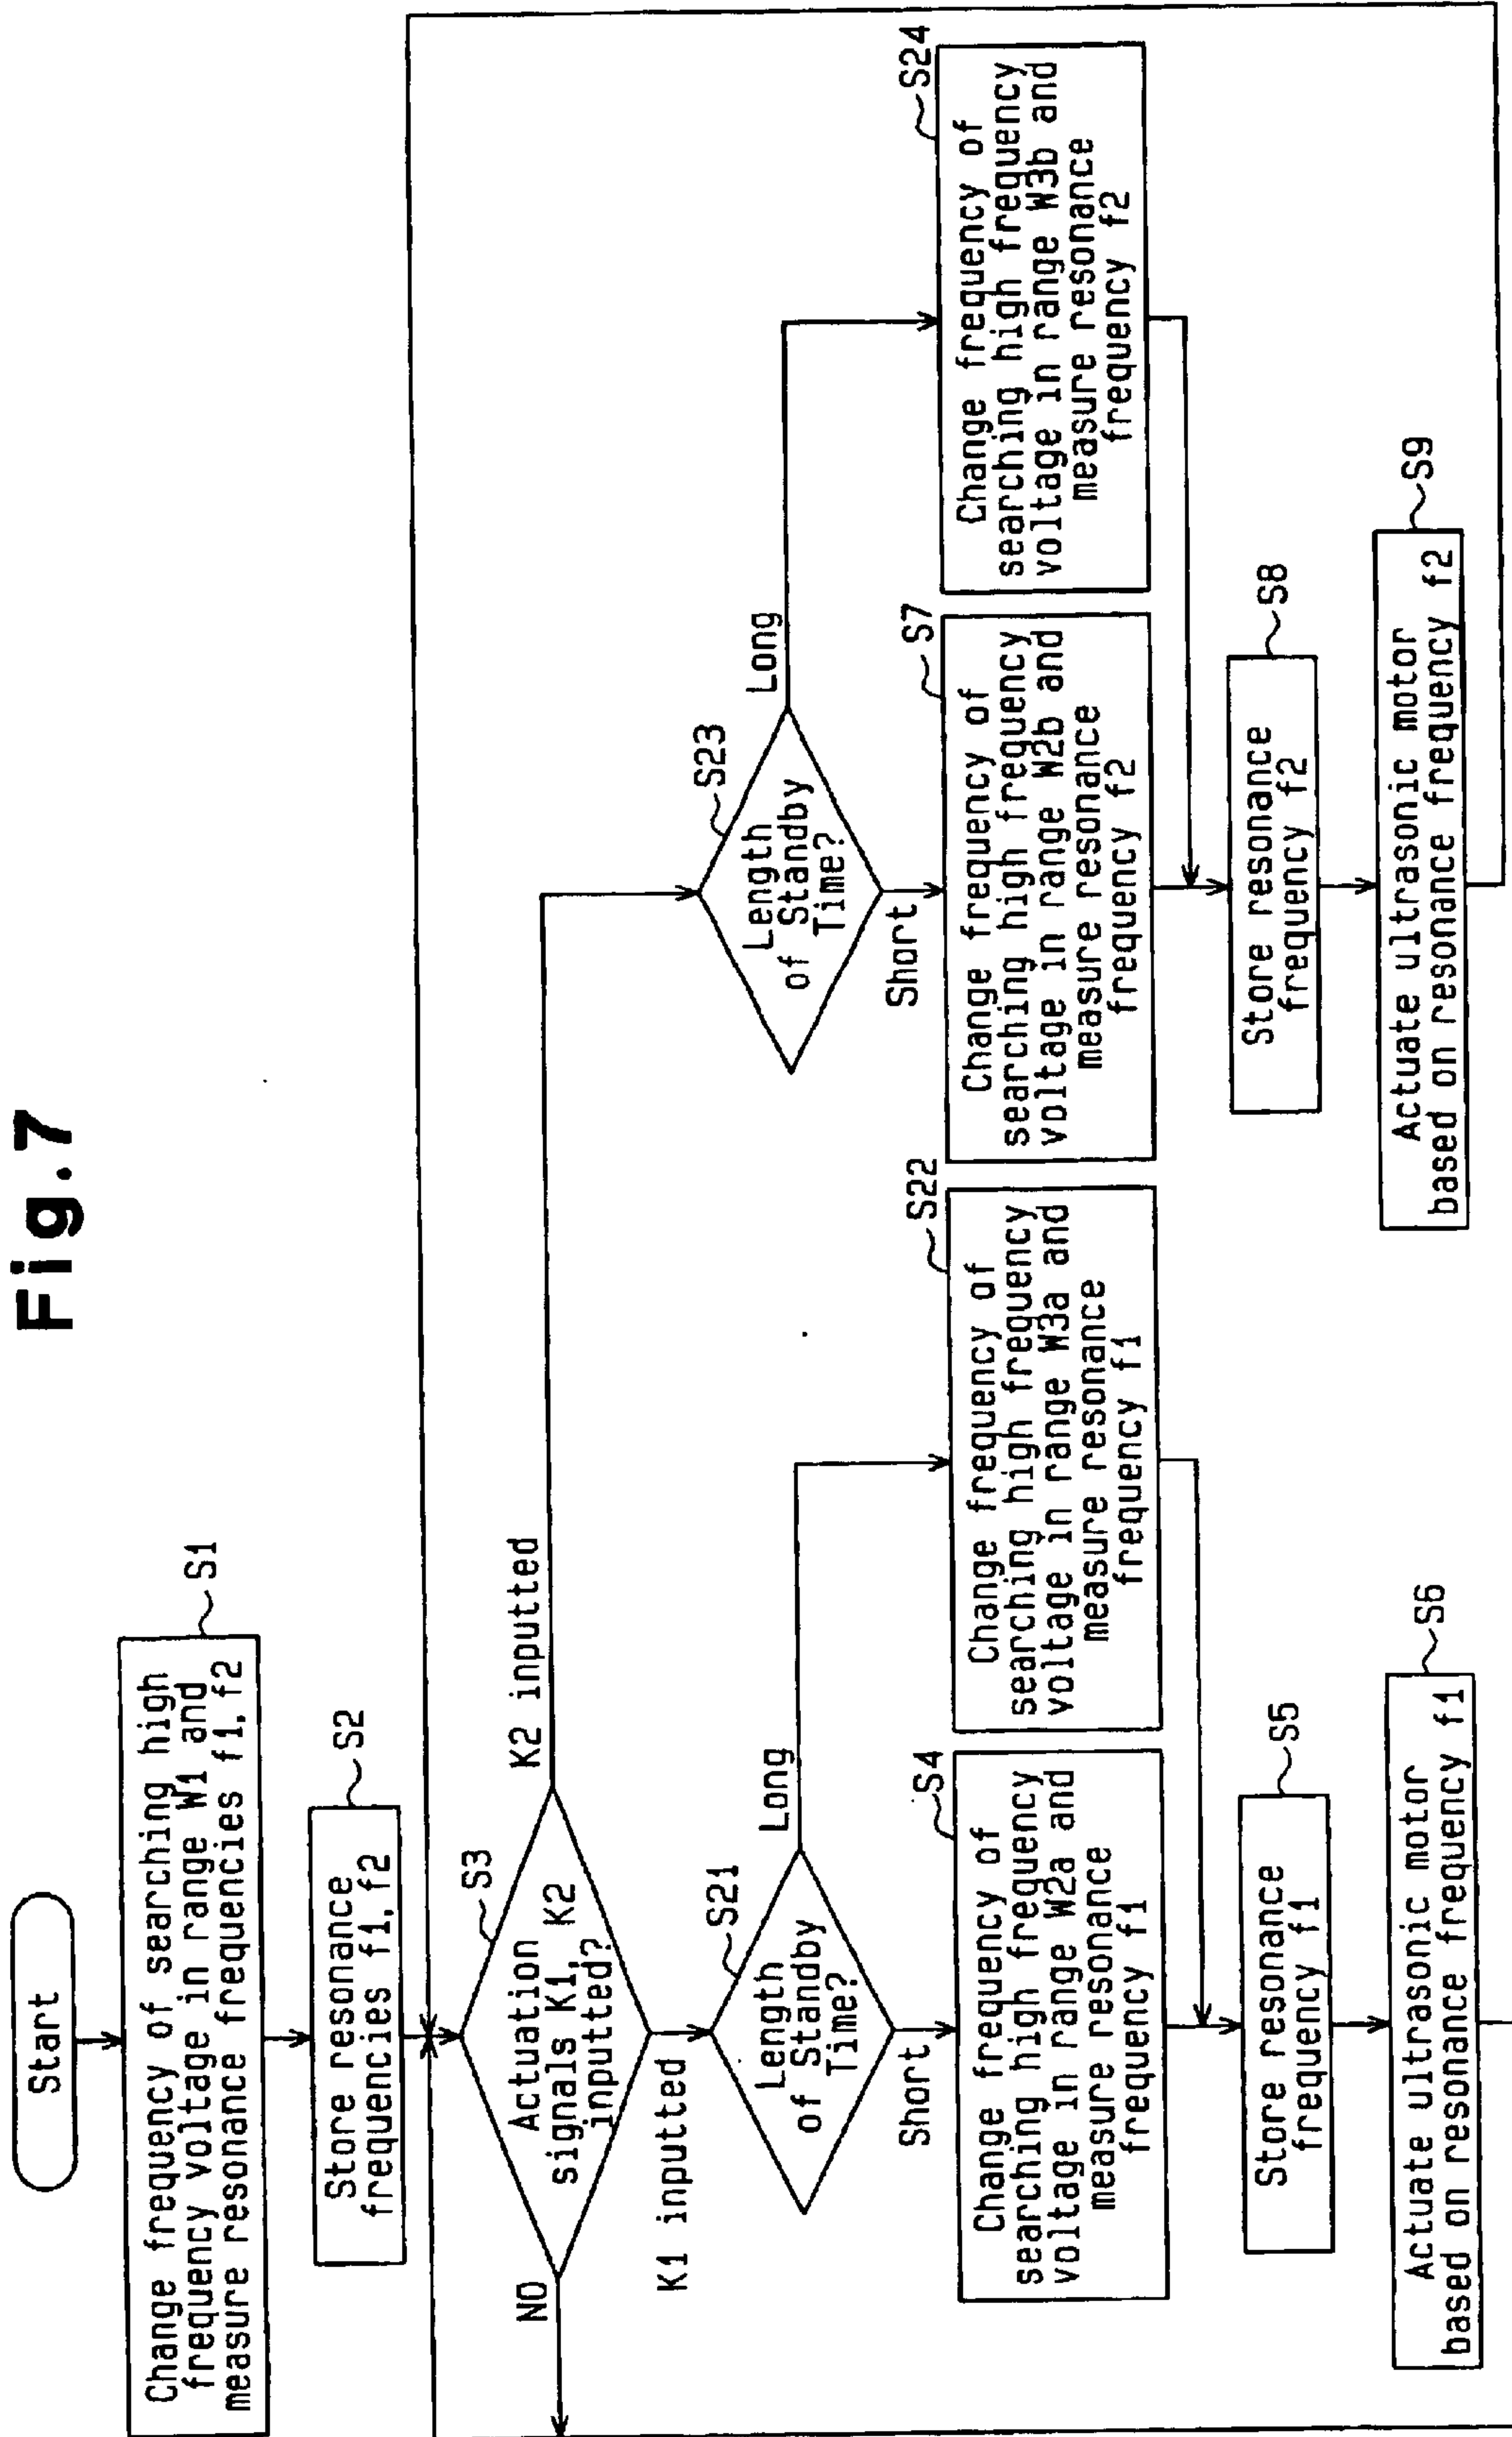 Fig.7
Start
Change frequency of searching high
frequency voltage in range W1 and
measure resonance frequencies f1,f2
S1
Store resonance
frequencies f1,f2
S2
Actuation
signals K1, K2
inputted?
S3
NO
K1 inputted
K2 inputted
Length
of Standby
Time?
S21
Short
Long
Change frequency of
searching high frequency
voltage in range W2a and
measure resonance
frequency f1
S4
Change frequency of
searching high frequency
voltage in range W3a and
measure resonance
frequency f1
S22
Store resonance
frequency f1
S5
Actuate ultrasonic motor
based on resonance frequency f1
S6
Length
of Standby
Time?
S23
Short
Long
Change frequency of
searching high frequency
voltage in range W2b and
measure resonance
frequency f2
S7
Change frequency of
searching high frequency
voltage in range W3b and
measure resonance
frequency f2
S24
Store resonance
frequency f2
S8
Actuate ultrasonic motor
based on resonance frequency f2
S9